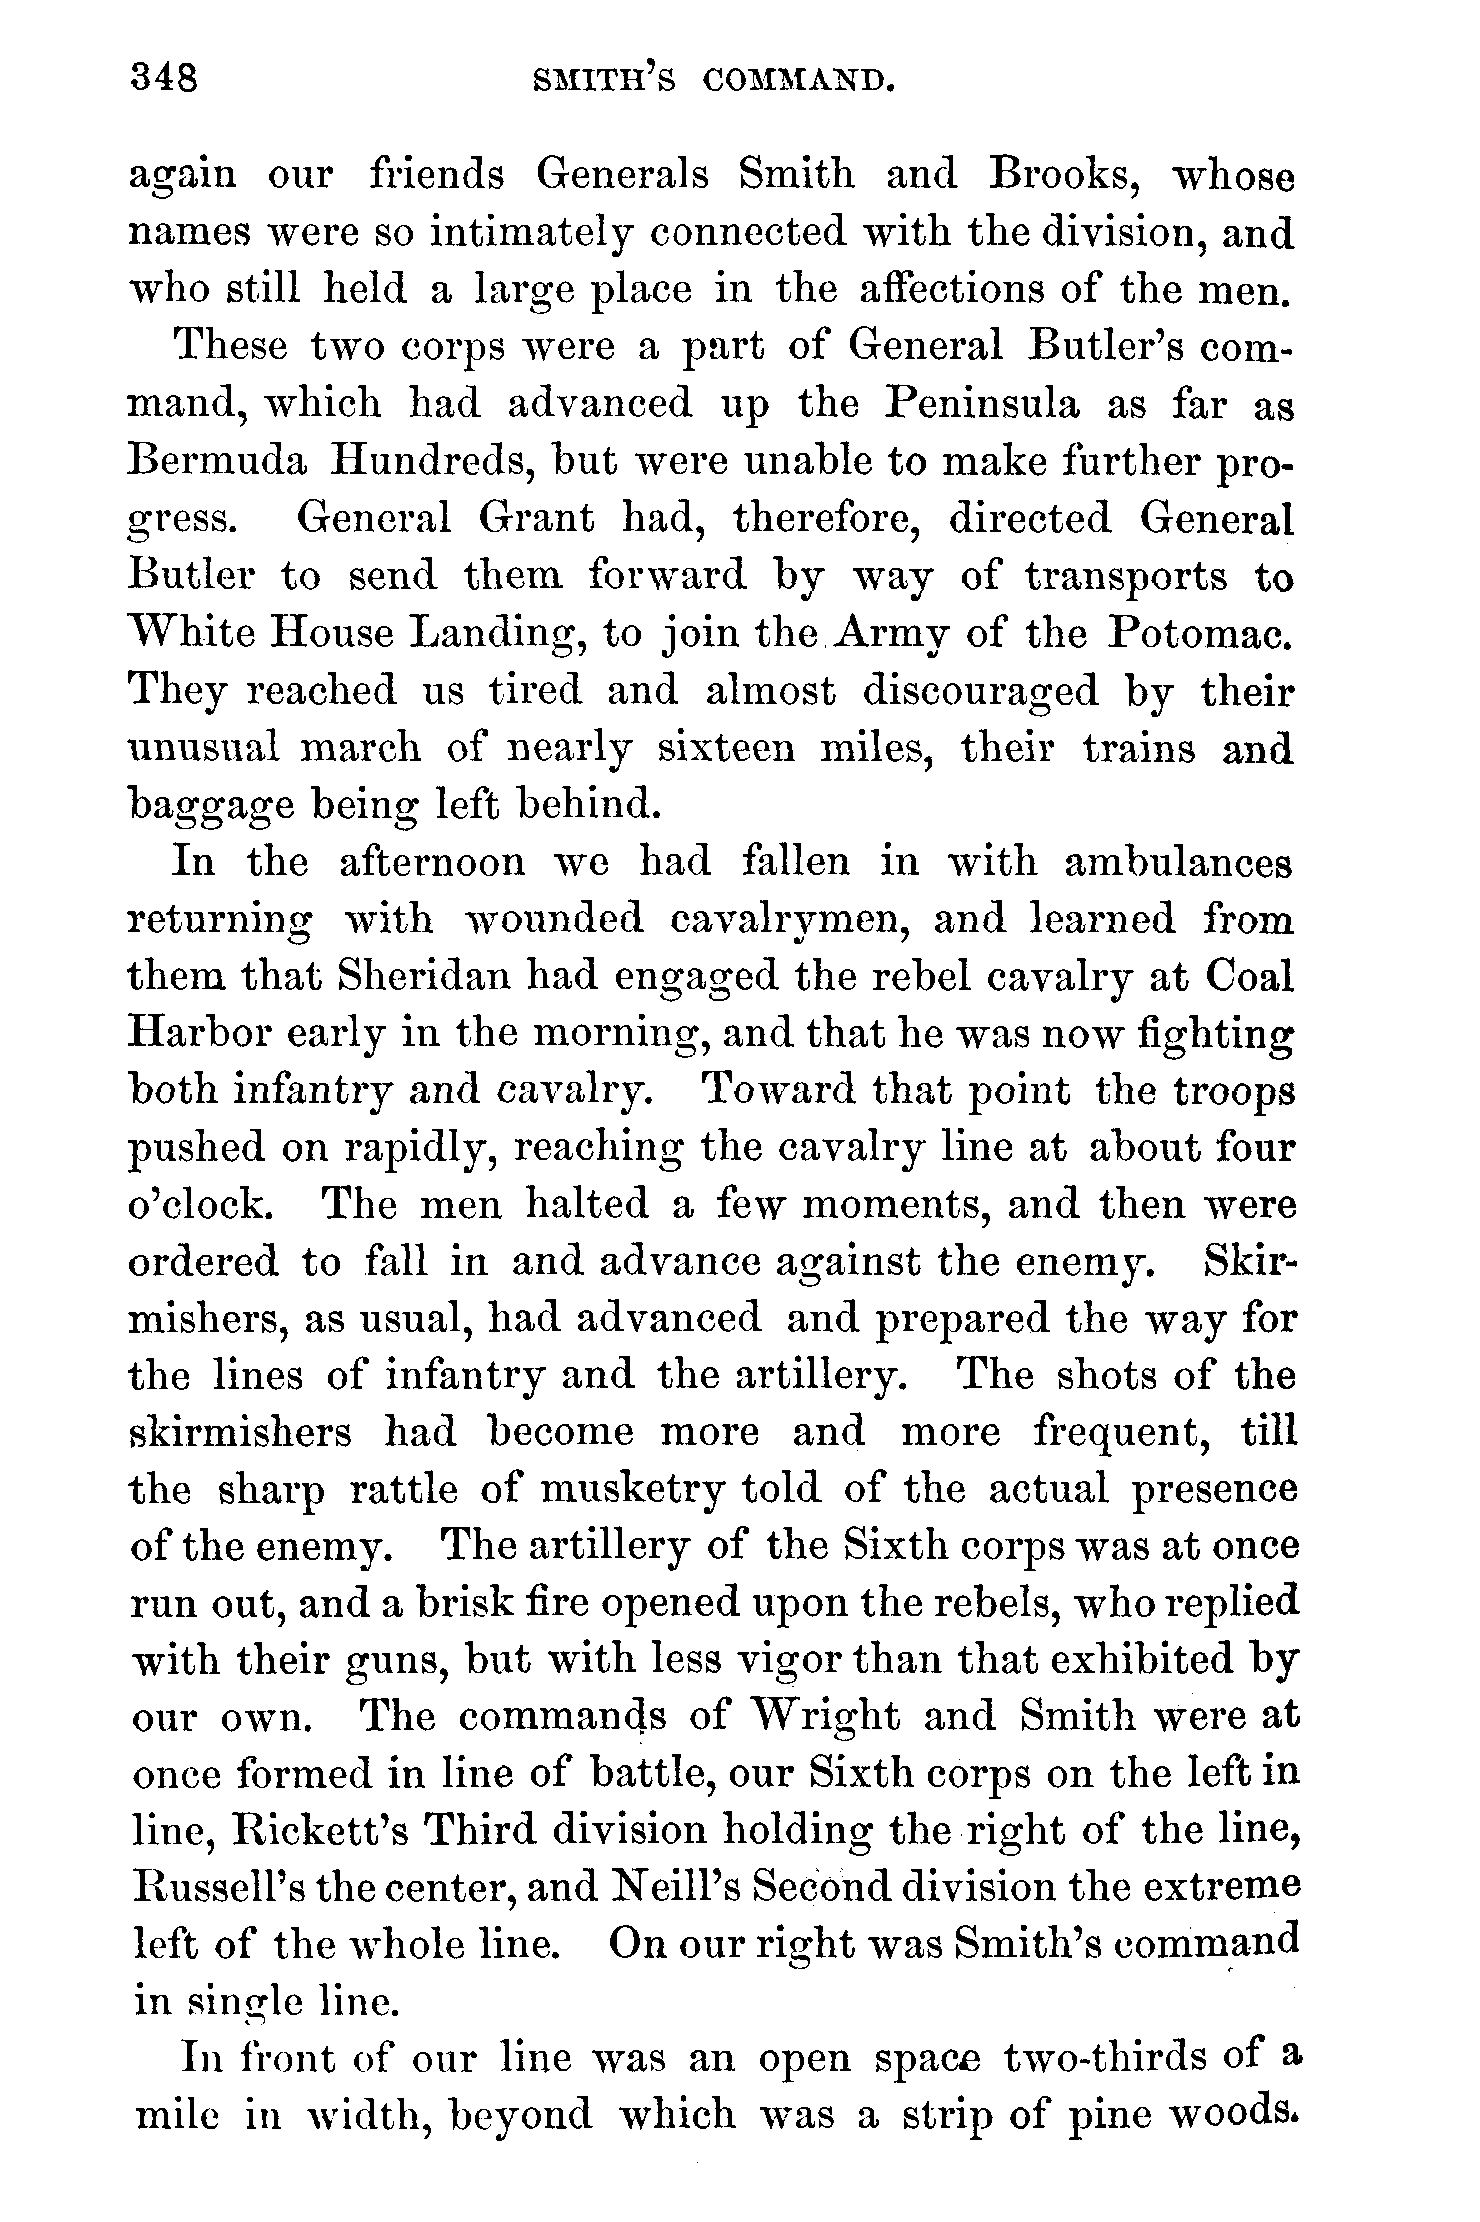 348 SMITH'S COMMAND.
again our friends Generals Smith and Brooks, whose
names were so intimately connected with the division, and
who still held a large place in the affections of the men.
These two corps were a part of General Butler's com-
mand, which had advanced up the Peninsula as far as
Bermuda Hundreds, but were unable to make further pro-
gress. General Grant had, therefore, directed General
Butler to send them forward by way of transports to
White House Landing, to join the Army of the Potomac.
They reached us tired and almost discouraged by their
unusual march of nearly sixteen miles, their trains and
baggage being left behind.
In the afternoon we had fallen in with ambulances
returning with wounded cavalrymen, and learned from
them that Sheridan had engaged the rebel cavalry at Coal
Harbor early in the morning, and that he was now fighting
both infantry and cavalry. Toward that point the troops
pushed on rapidly, reaching the cavalry line at about four
o'clock. The men halted a few moments, and then were
ordered to fall in and advance against the enemy. Skir-
mishers, as usual, had advanced and prepared the way for
the lines of infantry and the artillery. The shots of the
skirmishers had become more and more frequent, till
the sharp rattle of musketry told of the actual presence
of the enemy. The artillery of the Sixth corps was at once
run out, and a brisk fire opened upon the rebels, who replied
with their guns, but with less vigor than that exhibited by
our own. The commands of Wright and Smith were at
once formed in line of battle, our Sixth corps on the left in
line, Rickett's Third division holding the right of the line,
Russell's the center, and Neill's Second division the extreme
left of the whole line. On our right was Smith's command
in single line.
In front of our line was an open space two-thirds of a
mile in width, beyond which was a strip of pine woods.